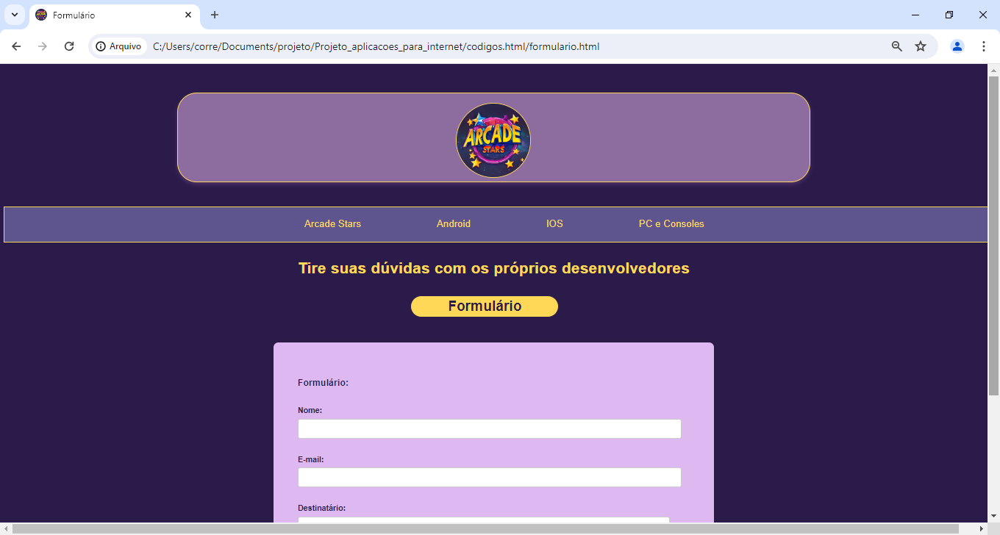 Formulário
Arquivo C:/Users/corre/Documents/projeto/Projeto_aplicacoes_para_internet/codigos.html/formulario.html
ARCADE
STARS
Arcade Stars Android IOS PC e Consoles
Tire suas dúvidas com os próprios desenvolvedores
Formulário
Formulário:
Nome:
E-mail:
Destinatário: